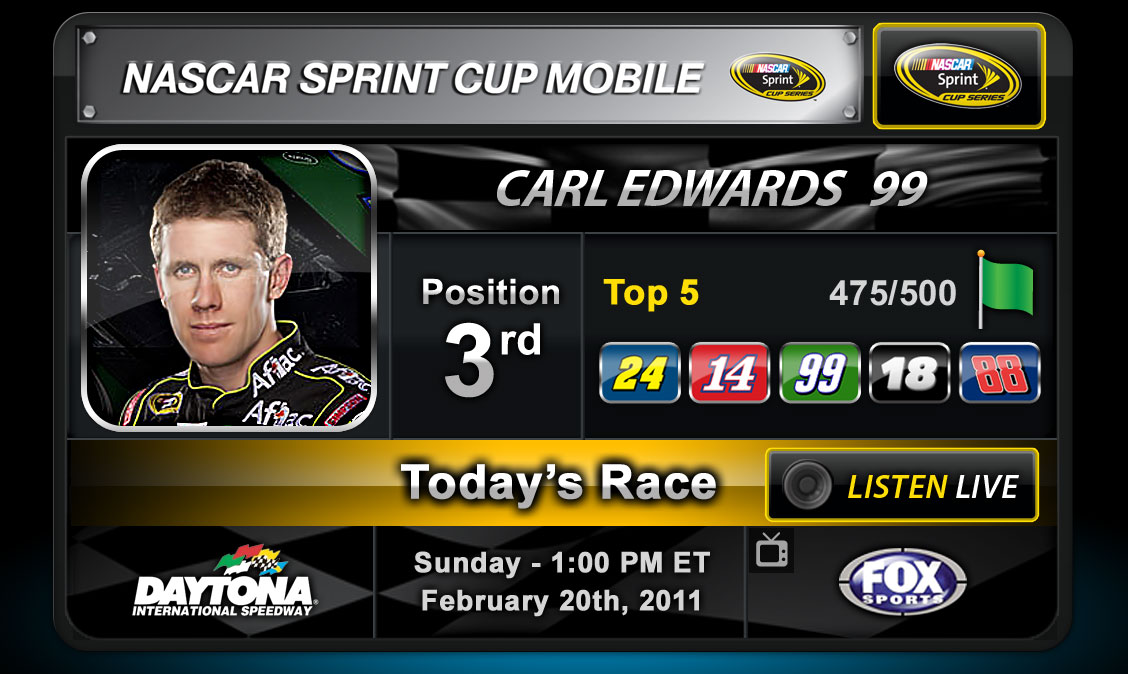 NASCAR SPRINT CUP MOBILE
NASCAR
Sprint
CUP SERIES
NASCAR
Sprint
CUP SERIES
CARL EDWARDS 99
Aflac
Aflac
Aflac
Position
3rd
Top 5 475/500
24 14 99 18 88
Today's Race
LISTEN LIVE
DAYTONA
INTERNATIONAL SPEEDWAY
Sunday - 1:00 PM ET
February 20th, 2011
FOX
SPORTS